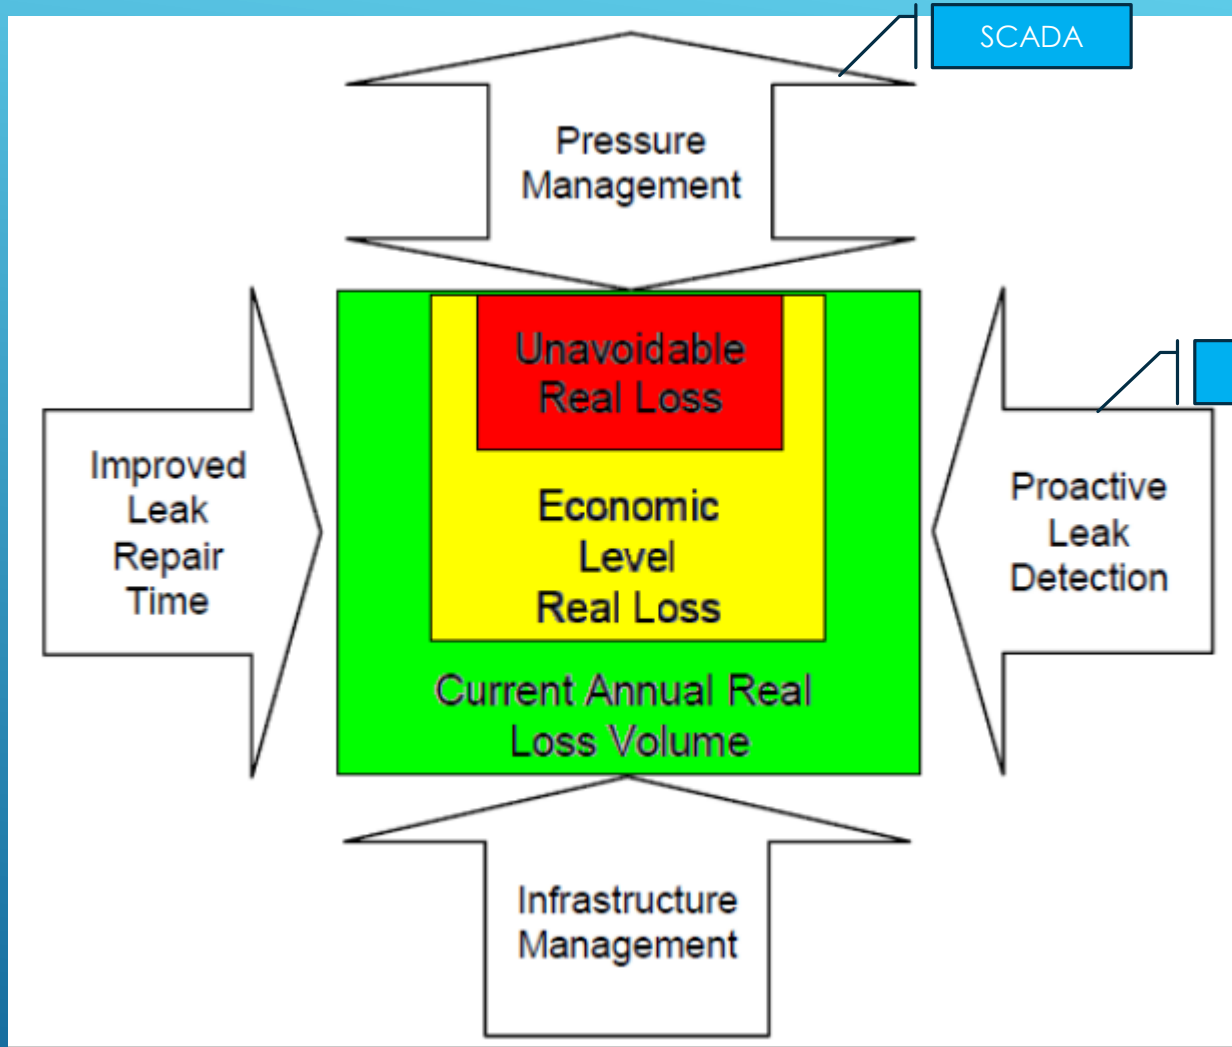 SCADA
Pressure
Management
Unavoidable
Real Loss
Improved
Leak
Repair
Time
Economic
Level
Real Loss
Proactive
Leak
Detection
Current Annual Real
Loss Volume
Infrastructure
Management